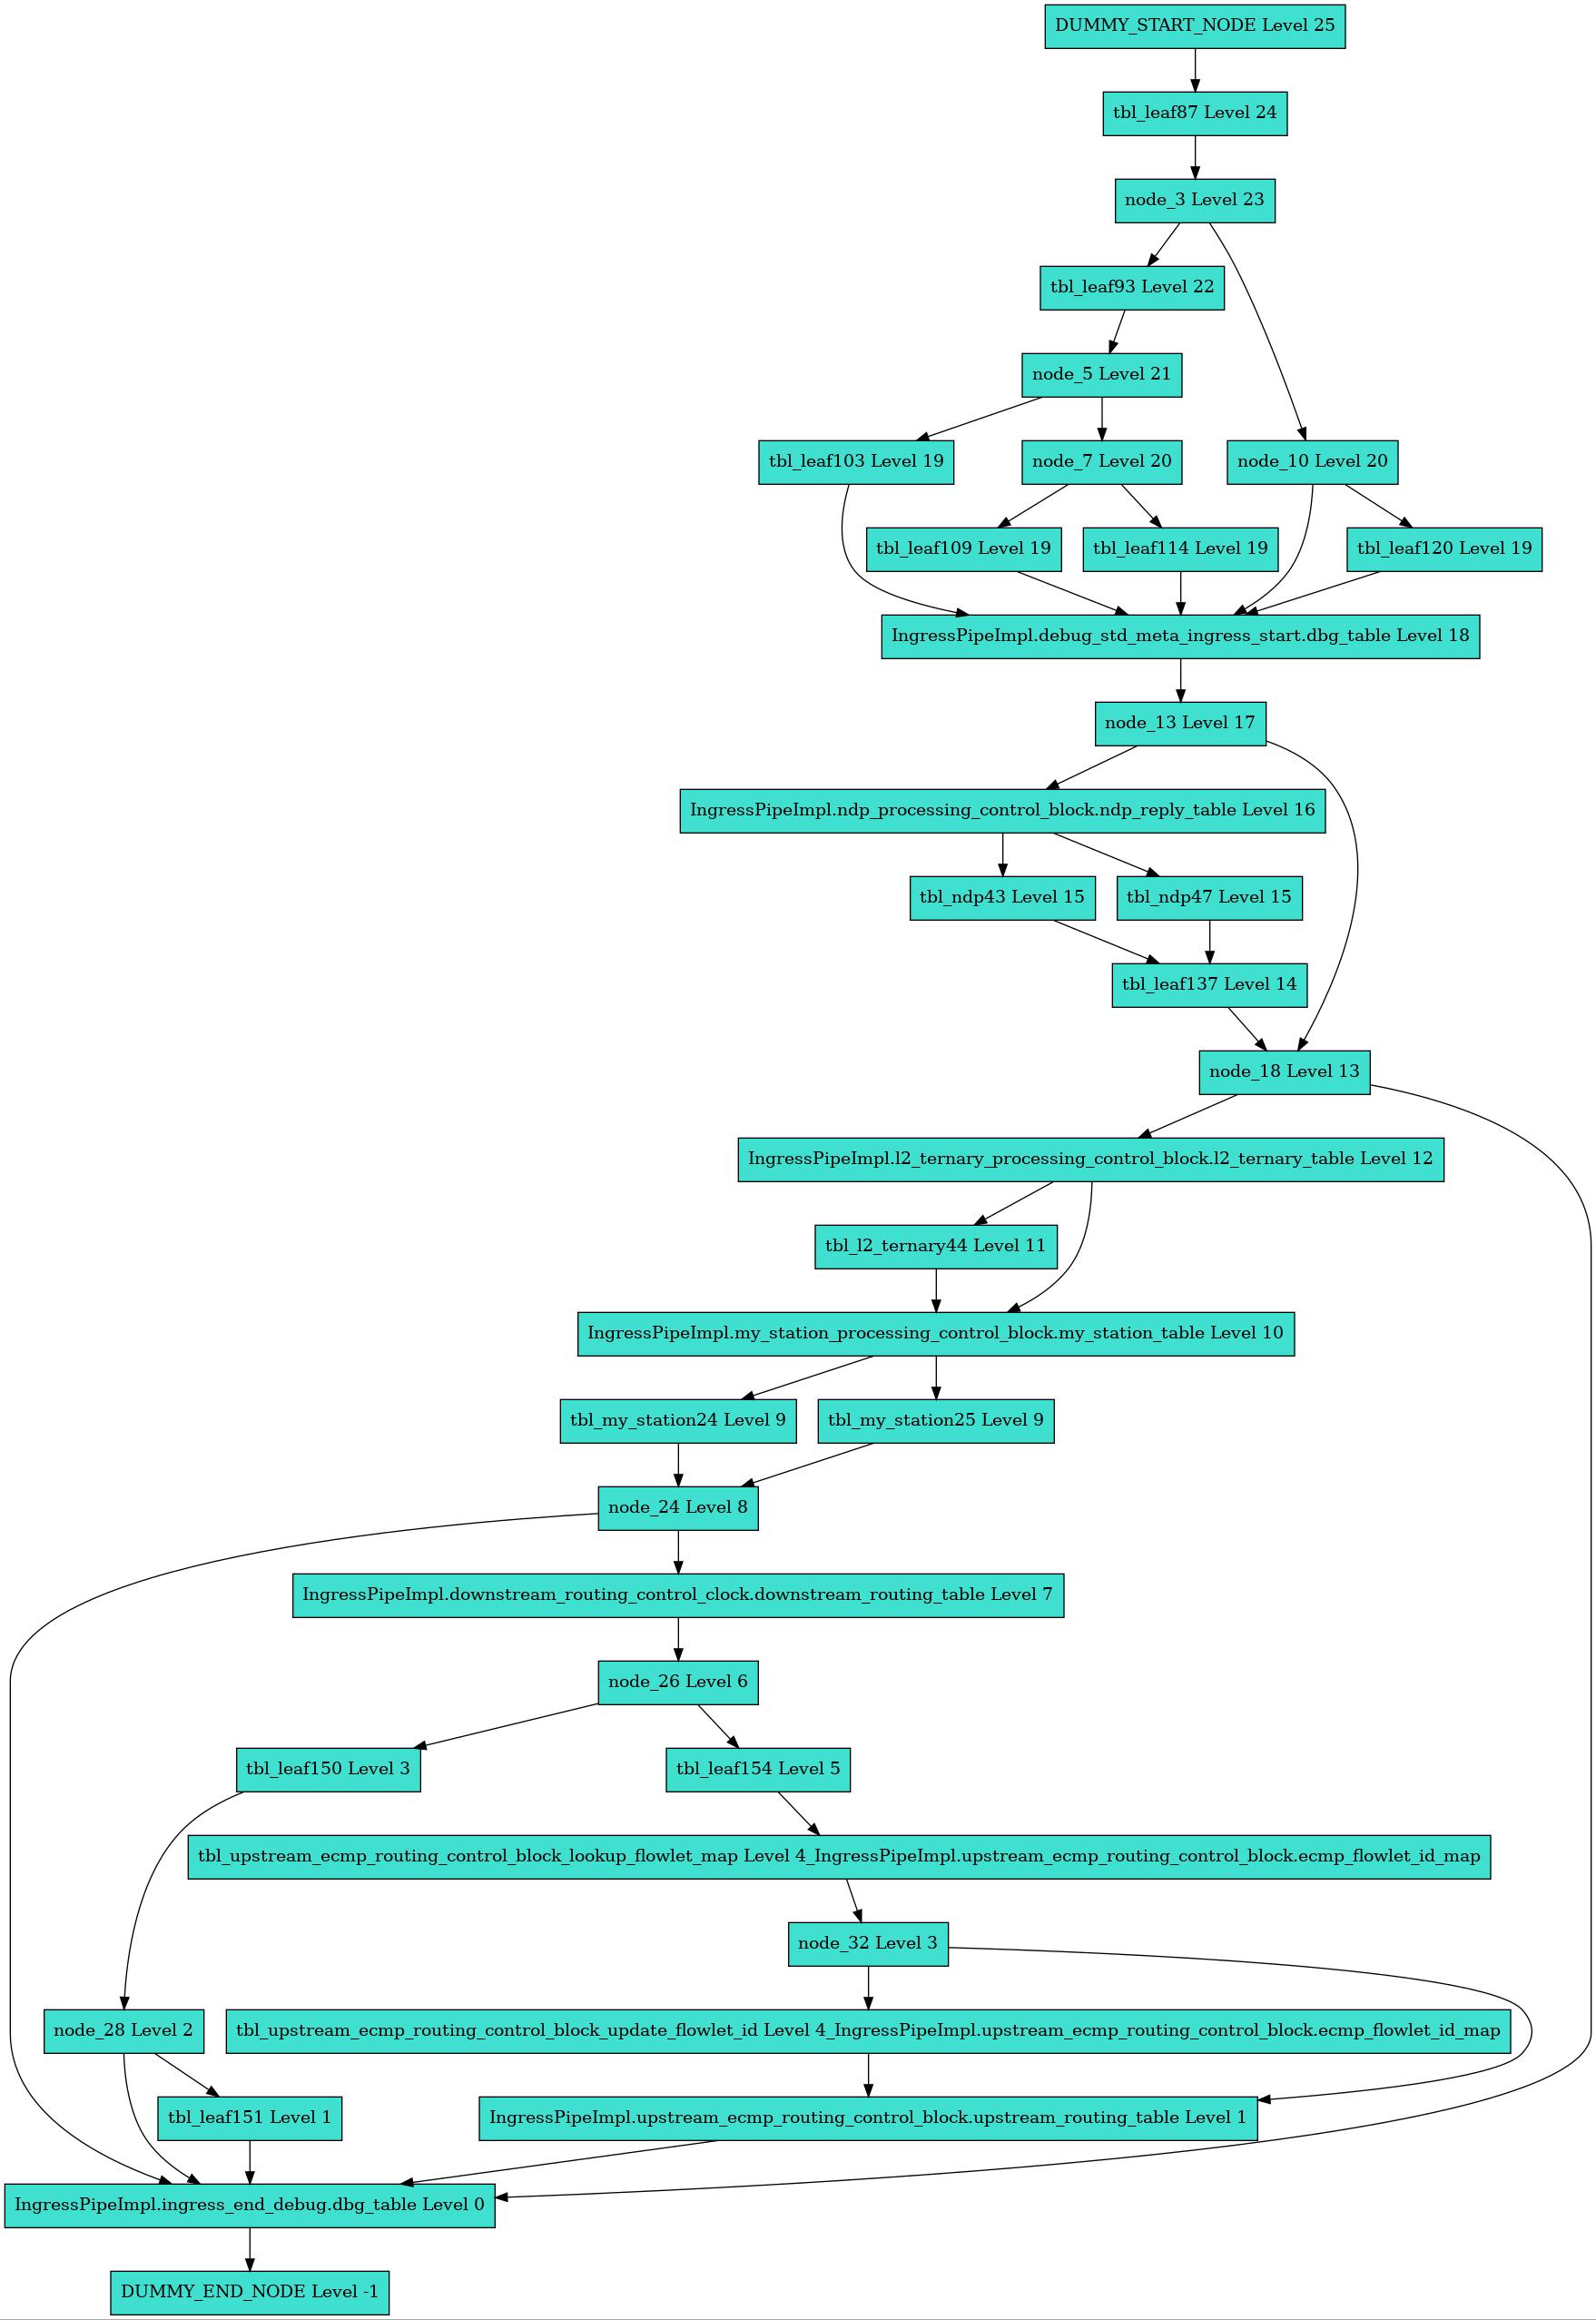 DUMMY_START_NODE Level 25
tbl_leaf87 Level 24
node_3 Level 23
tbl_leaf93 Level 22
node_5 Level 21
tbl_leaf103 Level 19
node_7 Level 20
node_10 Level 20
tbl_leaf109 Level 19
tbl_leaf114 Level 19
tbl_leaf120 Level 19
IngressPipeImpl.debug_std_meta_ingress_start.dbg_table Level 18
node_13 Level 17
IngressPipeImpl.ndp_processing_control_block.ndp_reply_table Level 16
tbl_ndp43 Level 15
tbl_ndp47 Level 15
tbl_leaf137 Level 14
node_18 Level 13
IngressPipeImpl.l2_ternary_processing_control_block.l2_ternary_table Level 12
tbl_l2_ternary44 Level 11
IngressPipeImpl.my_station_processing_control_block.my_station_table Level 10
tbl_my_station24 Level 9
tbl_my_station25 Level 9
node_24 Level 8
IngressPipeImpl.downstream_routing_control_clock.downstream_routing_table Level 7
node_26 Level 6
tbl_leaf150 Level 3
tbl_leaf154 Level 5
tbl_upstream_ecmp_routing_control_block_lookup_flowlet_map Level 4_IngressPipeImpl.upstream_ecmp_routing_control_block.ecmp_flowlet_id_map
node_32 Level 3
node_28 Level 2
tbl_upstream_ecmp_routing_control_block_update_flowlet_id Level 4_IngressPipeImpl.upstream_ecmp_routing_control_block.ecmp_flowlet_id_map
tbl_leaf151 Level 1
IngressPipeImpl.upstream_ecmp_routing_control_block.upstream_routing_table Level 1
IngressPipeImpl.ingress_end_debug.dbg_table Level 0
DUMMY_END_NODE Level -1